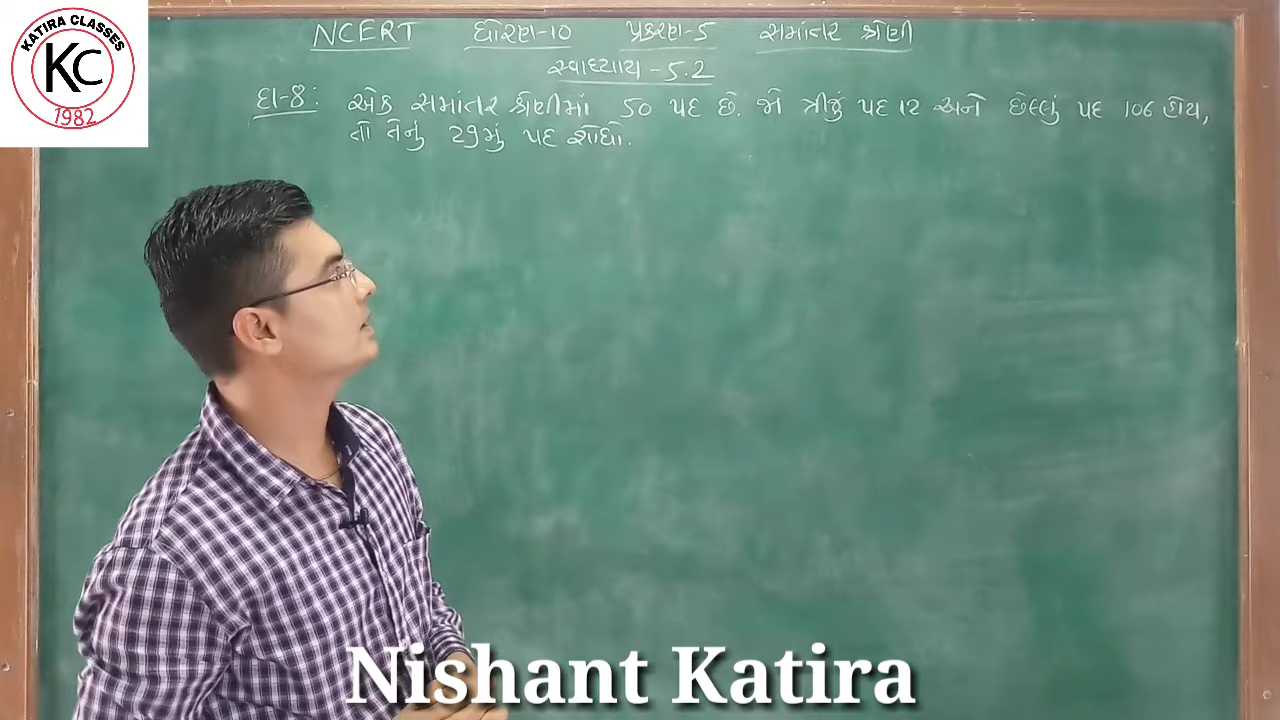 KATIRA CLASSES
KC
1982
NCERT ધોરણ-10 પ્રકરણ-5 સમાંતર શ્રેણી
સ્વાધ્યાય - 5.2
દા-8: એક સમાંતર શ્રેણીમાં 50 પદ છે. જો ત્રીજું પદ 12 અને છેલ્લું પદ 106 હોય,
તો તેનું 29મું પદ શોધો.
Nishant Katira